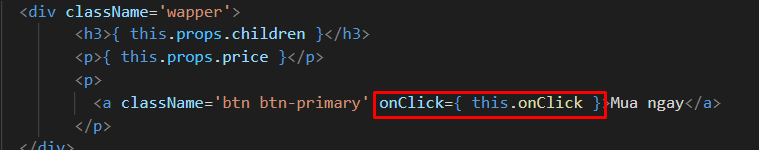 <div className='wapper'>
<h3>{ this.props.children }</h3>
<p>{ this.props.price }</p>
<p>
<a className='btn btn-primary' onClick={ this.onClick }>Mua ngay</a>
</p>
</div>